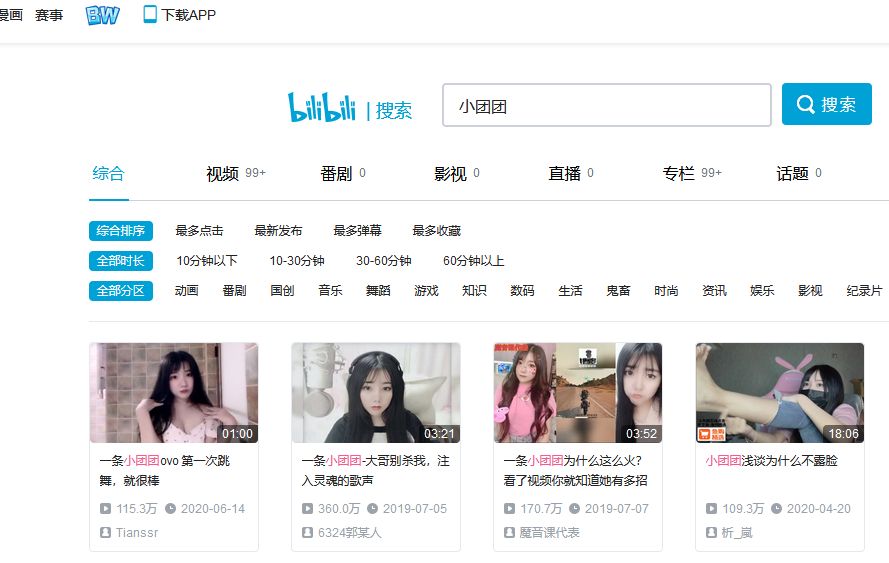 漫画 赛事 BW 下载APP
bilibili | 搜索 小团团 搜索
综合 视频 99+ 番剧 0 影视 0 直播 0 专栏 99+ 话题 0
综合排序 最多点击 最新发布 最多弹幕 最多收藏
全部时长 10分钟以下 10-30分钟 30-60分钟 60分钟以上
全部分区 动画 番剧 国创 音乐 舞蹈 游戏 知识 数码 生活 鬼畜 时尚 资讯 娱乐 影视 纪录片
01:00
一条小团团ovo 第一次跳
舞，就很棒
115.3万 2020-06-14
Tianssr
03:21
一条小团团-大哥别杀我，注
入灵魂的歌声
360.0万 2019-07-05
6324郭某人
03:52
一条小团团为什么这么火？
看了视频你就知道她有多招
170.7万 2019-07-07
魔音课代表
18:06
小团团浅谈为什么不露脸
109.3万 2020-04-20
析_嵐